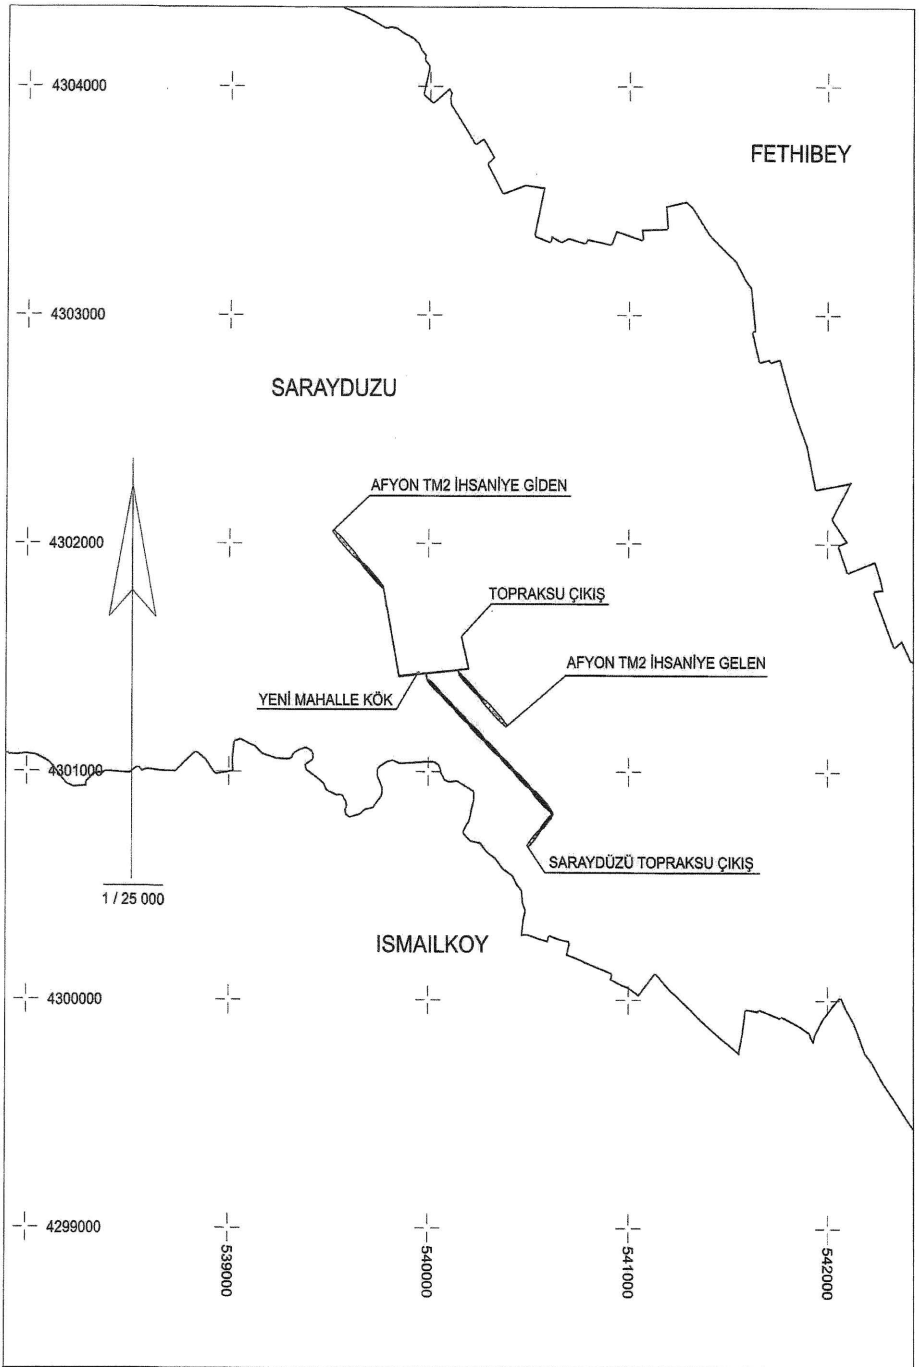 4304000
FETHIBEY
4303000
SARAYDUZU
AFYON TM2 İHSANİYE GİDEN
4302000
TOPRAKSU ÇIKIŞ
AFYON TM2 İHSANİYE GELEN
YENİ MAHALLE KÖK
4301000
SARAYDÜZÜ TOPRAKSU ÇIKIŞ
1 / 25 000
ISMAILKOY
4300000
4299000
539000
540000
541000
542000